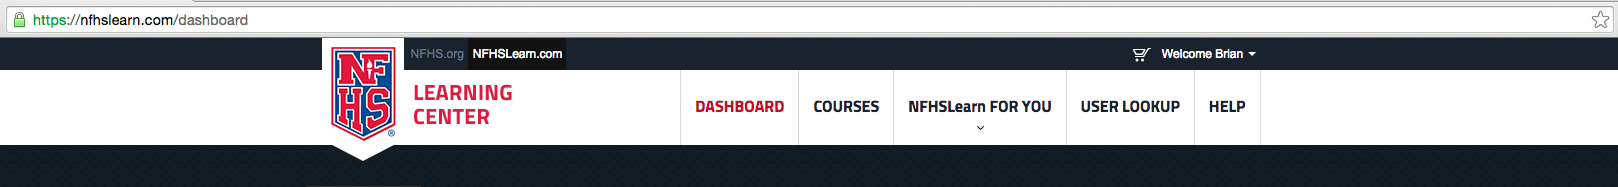 https://nfhslearn.com/dashboard
NFHS.org NFHSLearn.com Welcome Brian
NF
HS
®
LEARNING
CENTER
DASHBOARD COURSES NFHSLearn FOR YOU USER LOOKUP HELP